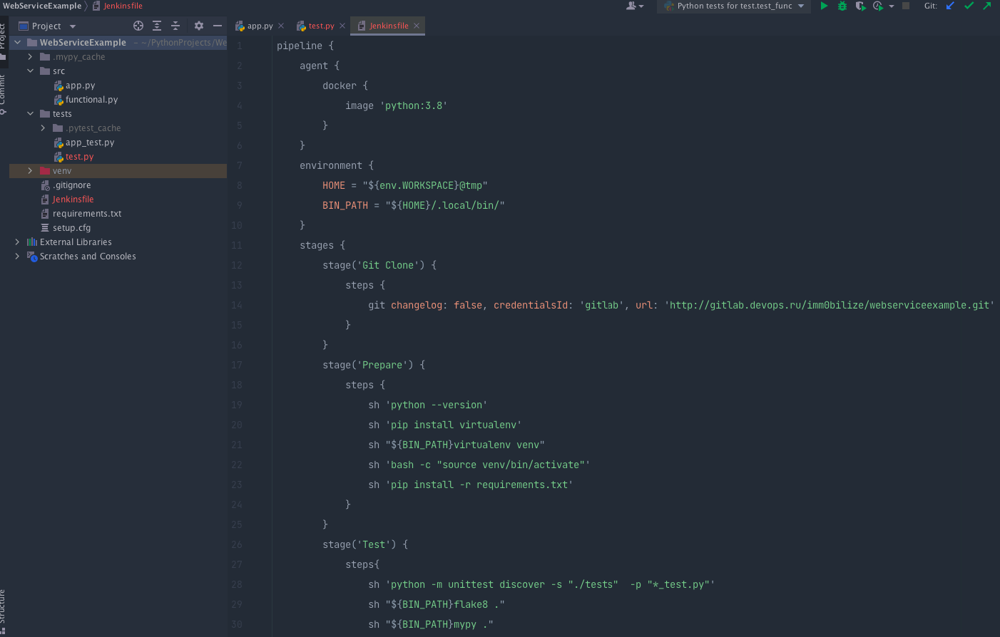 WebServiceExample Jenkinsfile
Python tests for test.test_func Git:
Project
Commit
Structure
Project
WebServiceExample ~/PythonProjects/We
.mypy_cache
src
app.py
functional.py
tests
.pytest_cache
app_test.py
test.py
venv
.gitignore
Jenkinsfile
requirements.txt
setup.cfg
External Libraries
Scratches and Consoles
app.py test.py Jenkinsfile
1 pipeline {
2 agent {
3 docker {
4 image 'python:3.8'
5 }
6 }
7 environment {
8 HOME = "${env.WORKSPACE}@tmp"
9 BIN_PATH = "${HOME}/.local/bin/"
10 }
11 stages {
12 stage('Git Clone') {
13 steps {
14 git changelog: false, credentialsId: 'gitlab', url: 'http://gitlab.devops.ru/imm0bilize/webserviceexample.git'
15 }
16 }
17 stage('Prepare') {
18 steps {
19 sh 'python --version'
20 sh 'pip install virtualenv'
21 sh "${BIN_PATH}virtualenv venv"
22 sh 'bash -c "source venv/bin/activate"'
23 sh 'pip install -r requirements.txt'
24 }
25 }
26 stage('Test') {
27 steps{
28 sh 'python -m unittest discover -s "./tests"  -p "*_test.py"'
29 sh "${BIN_PATH}flake8 ."
30 sh "${BIN_PATH}mypy ."